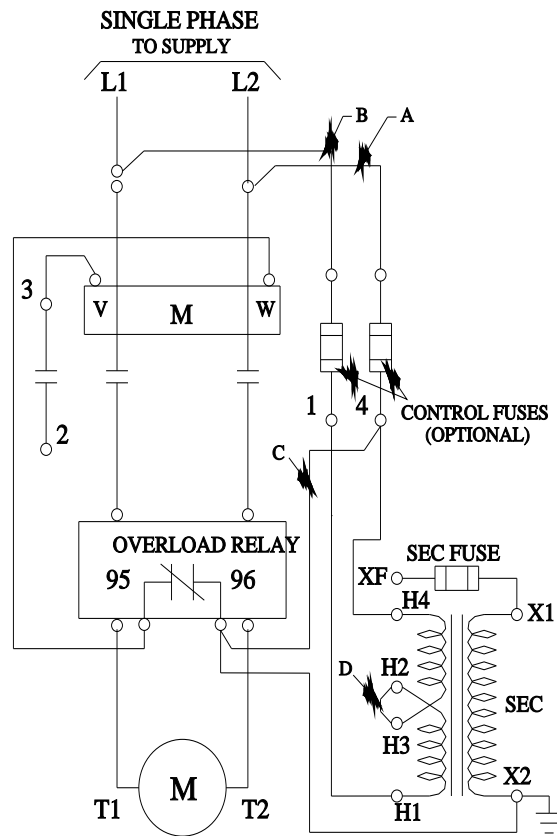 SINGLE PHASE
TO SUPPLY
L1 L2
B A
3 V M W
2
1 4 CONTROL FUSES
(OPTIONAL)
C
OVERLOAD RELAY
95 96
SEC FUSE
XF
H4 X1
D H2
SEC
H3
X2
T1 M T2 H1